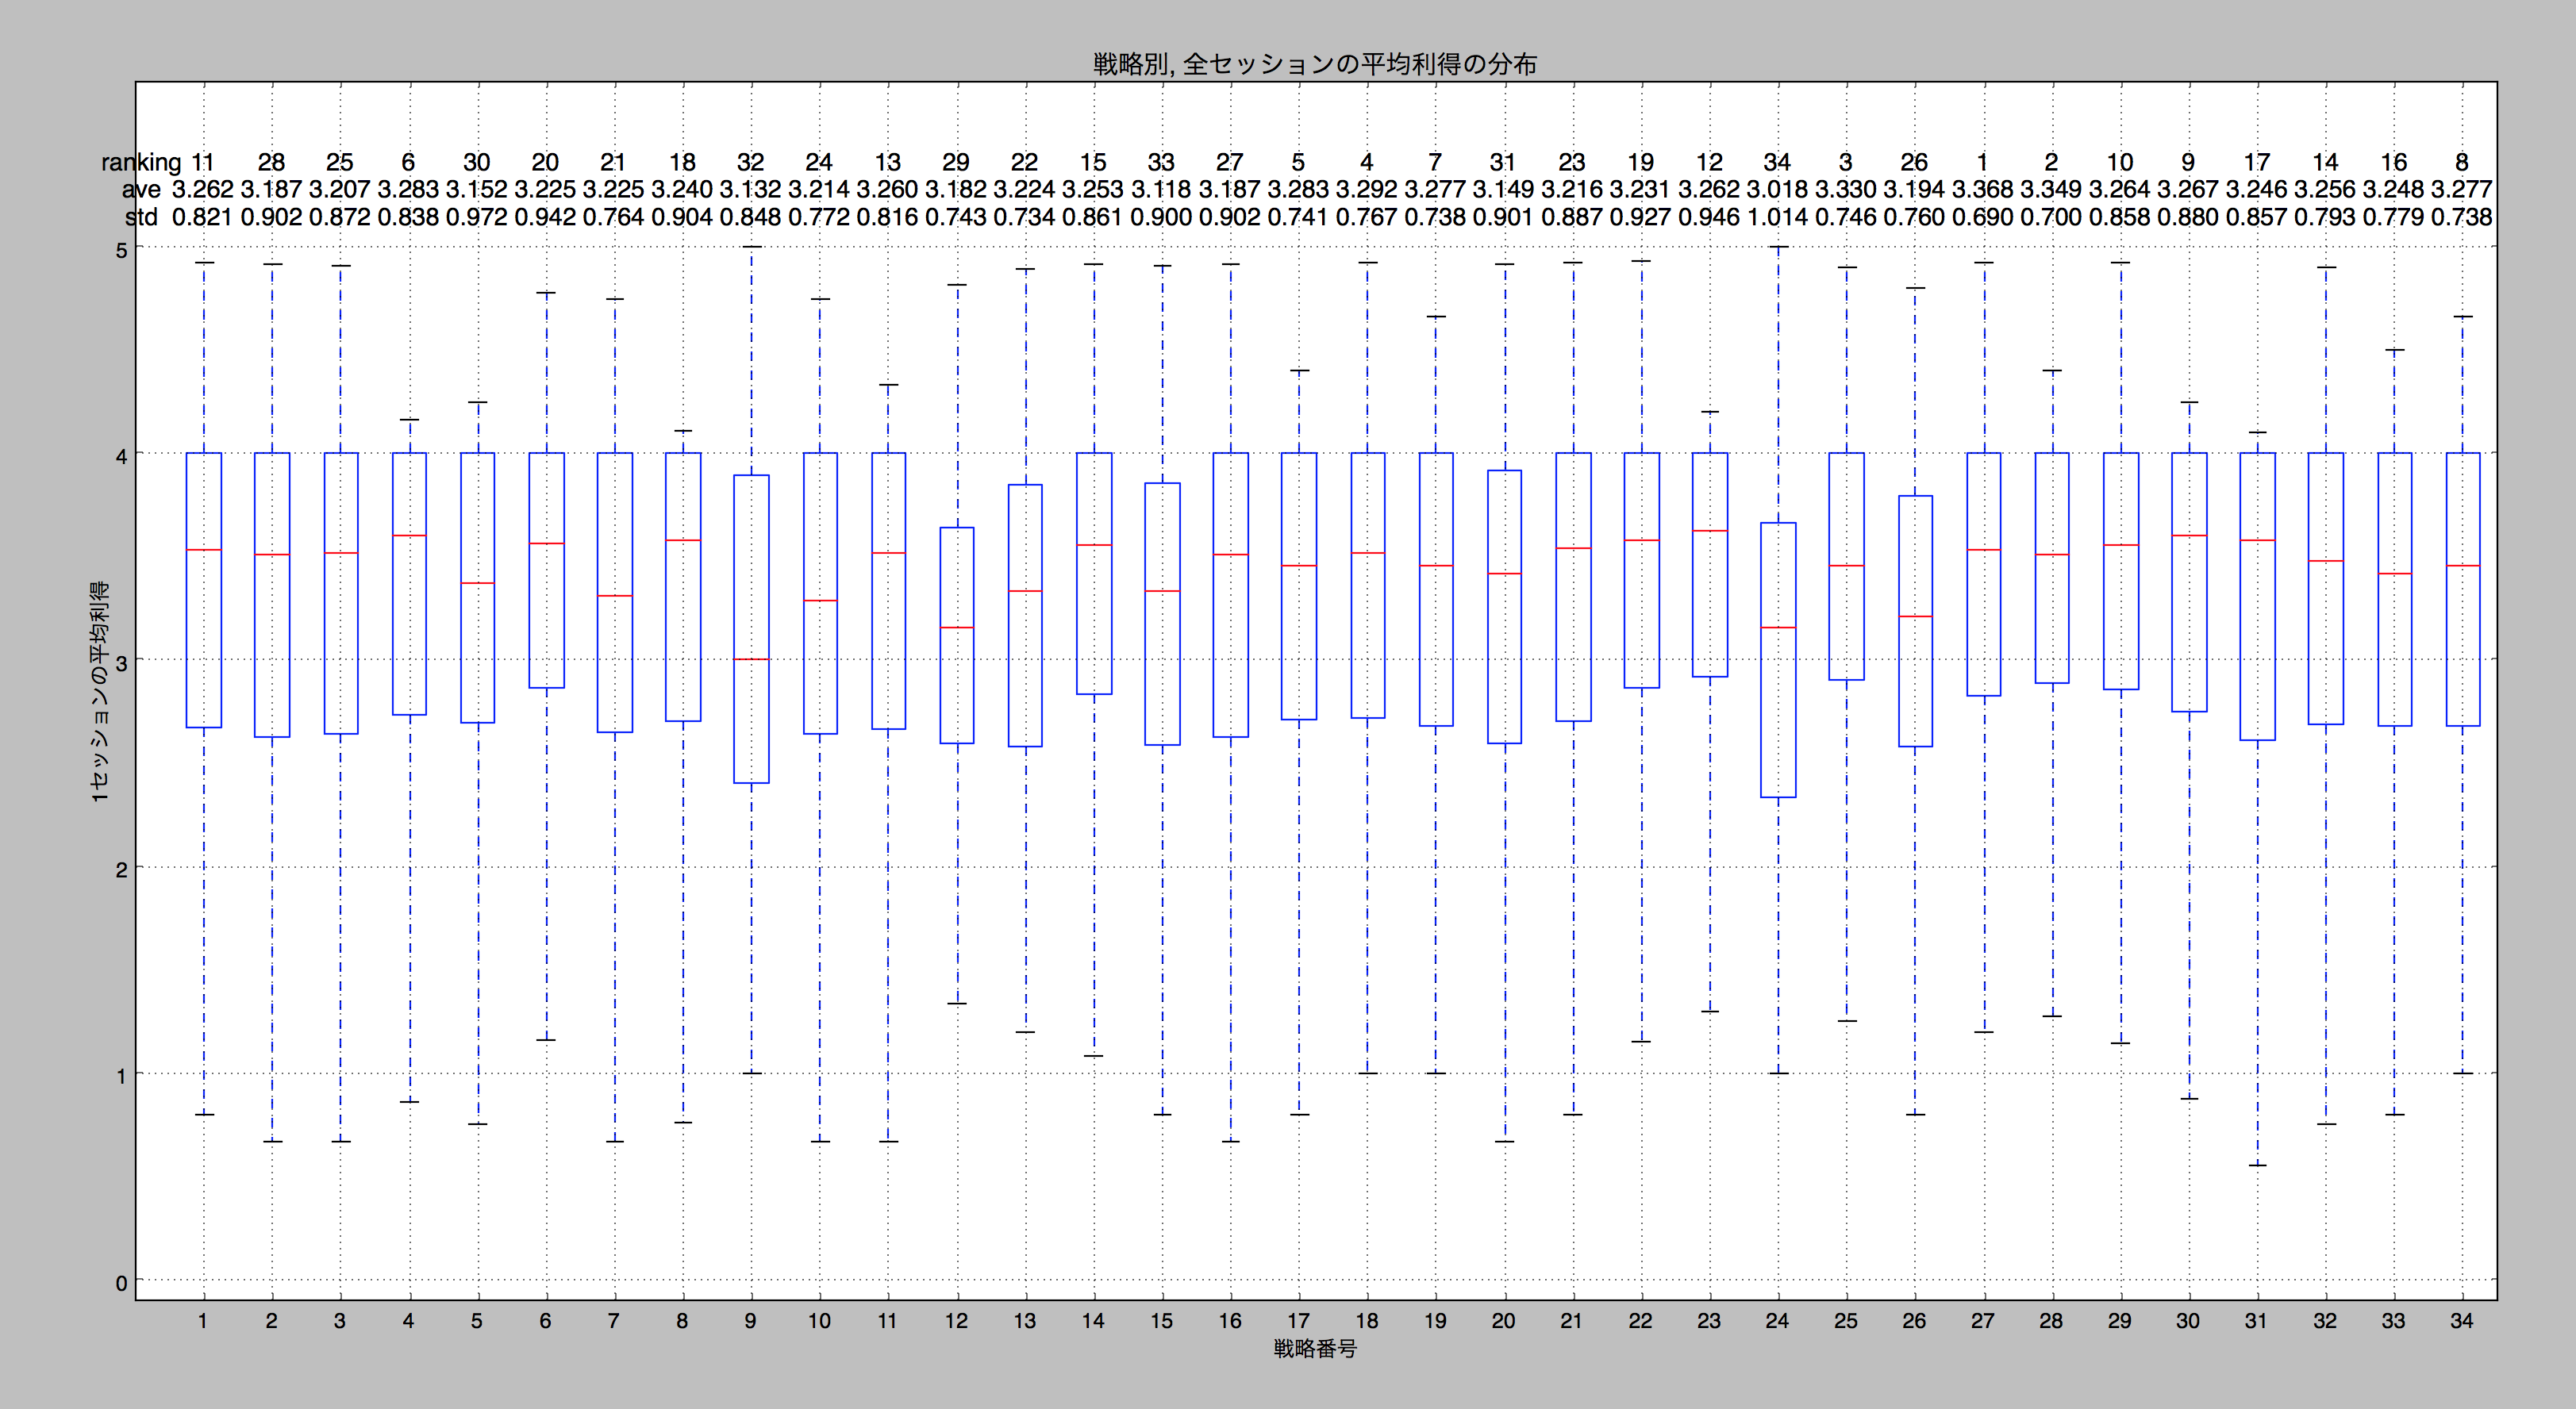 戦略別, 全セッションの平均利得の分布
ranking 11 28 25 6 30 20 21 18 32 24 13 29 22 15 33 27 5 4 7 31 23 19 12 34 3 26 1 2 10 9 17 14 16 8
ave 3.262 3.187 3.207 3.283 3.152 3.225 3.225 3.240 3.132 3.214 3.260 3.182 3.224 3.253 3.118 3.187 3.283 3.292 3.277 3.149 3.216 3.231 3.262 3.018 3.330 3.194 3.368 3.349 3.264 3.267 3.246 3.256 3.248 3.277
std 0.821 0.902 0.872 0.838 0.972 0.942 0.764 0.904 0.848 0.772 0.816 0.743 0.734 0.861 0.900 0.902 0.741 0.767 0.738 0.901 0.887 0.927 0.946 1.014 0.746 0.760 0.690 0.700 0.858 0.880 0.857 0.793 0.779 0.738
5
4
3
2
1
0
1セッションの平均利得
1 2 3 4 5 6 7 8 9 10 11 12 13 14 15 16 17 18 19 20 21 22 23 24 25 26 27 28 29 30 31 32 33 34
戦略番号